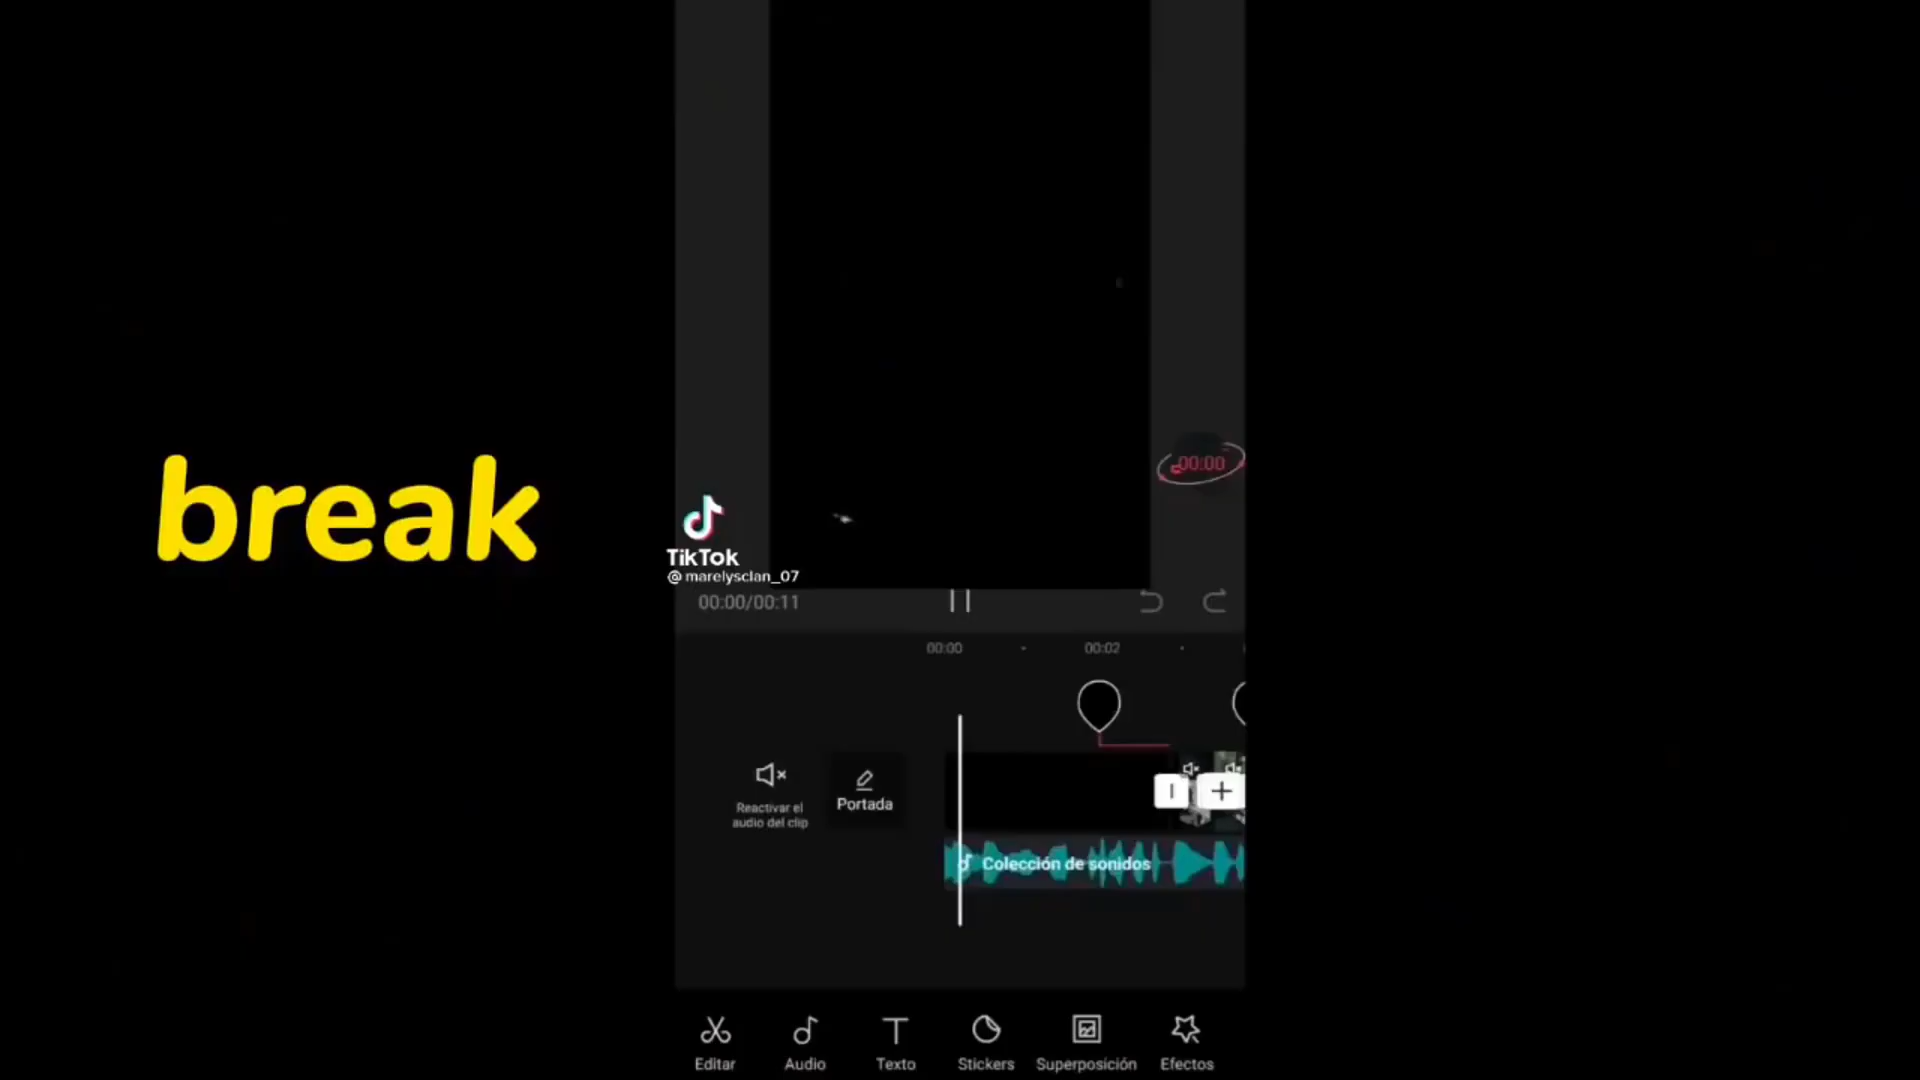 break
00:00
TikTok
@marelysclan_07
00:00/00:11
00:00
00:02
Reactivar el
audio del clip
Portada
Colección de sonidos
Editar
Audio
Texto
Stickers
Superposición
Efectos